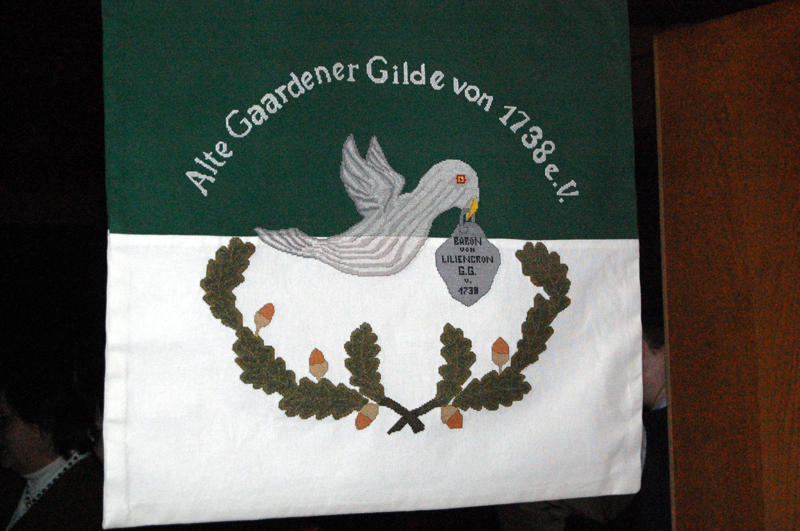 Alte Gaardener Gilde von 1738 e.V.
BARON
VON
LILIENCRON
G.G.
v.
1738